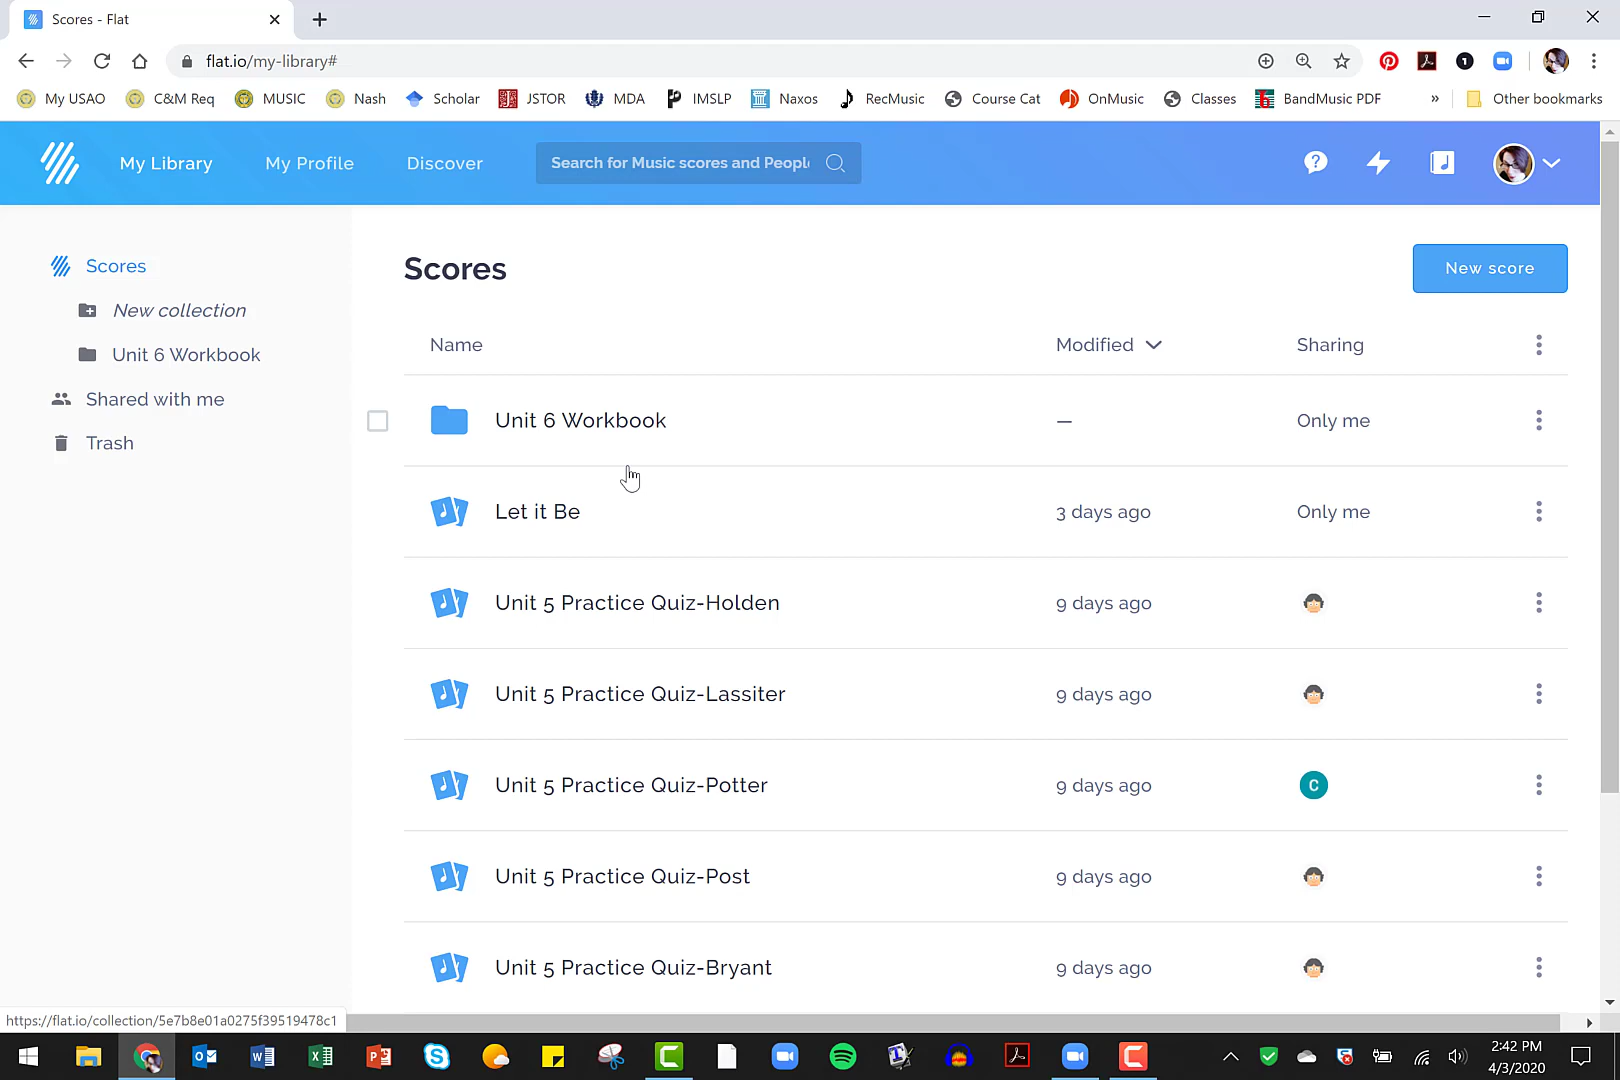 Scores - Flat
flat.io/my-library#
My USAO C&M Req MUSIC Nash Scholar JSTOR MDA IMSLP Naxos RecMusic Course Cat OnMusic Classes BandMusic PDF » Other bookmarks
My Library My Profile Discover Search for Music scores and People
Scores
New collection
Unit 6 Workbook
Shared with me
Trash
Scores New score
Name Modified Sharing
Unit 6 Workbook — Only me
Let it Be 3 days ago Only me
Unit 5 Practice Quiz-Holden 9 days ago
Unit 5 Practice Quiz-Lassiter 9 days ago
Unit 5 Practice Quiz-Potter 9 days ago C
Unit 5 Practice Quiz-Post 9 days ago
Unit 5 Practice Quiz-Bryant 9 days ago
https://flat.io/collection/5e7b8e01a0275f39519478c1
2:42 PM
4/3/2020